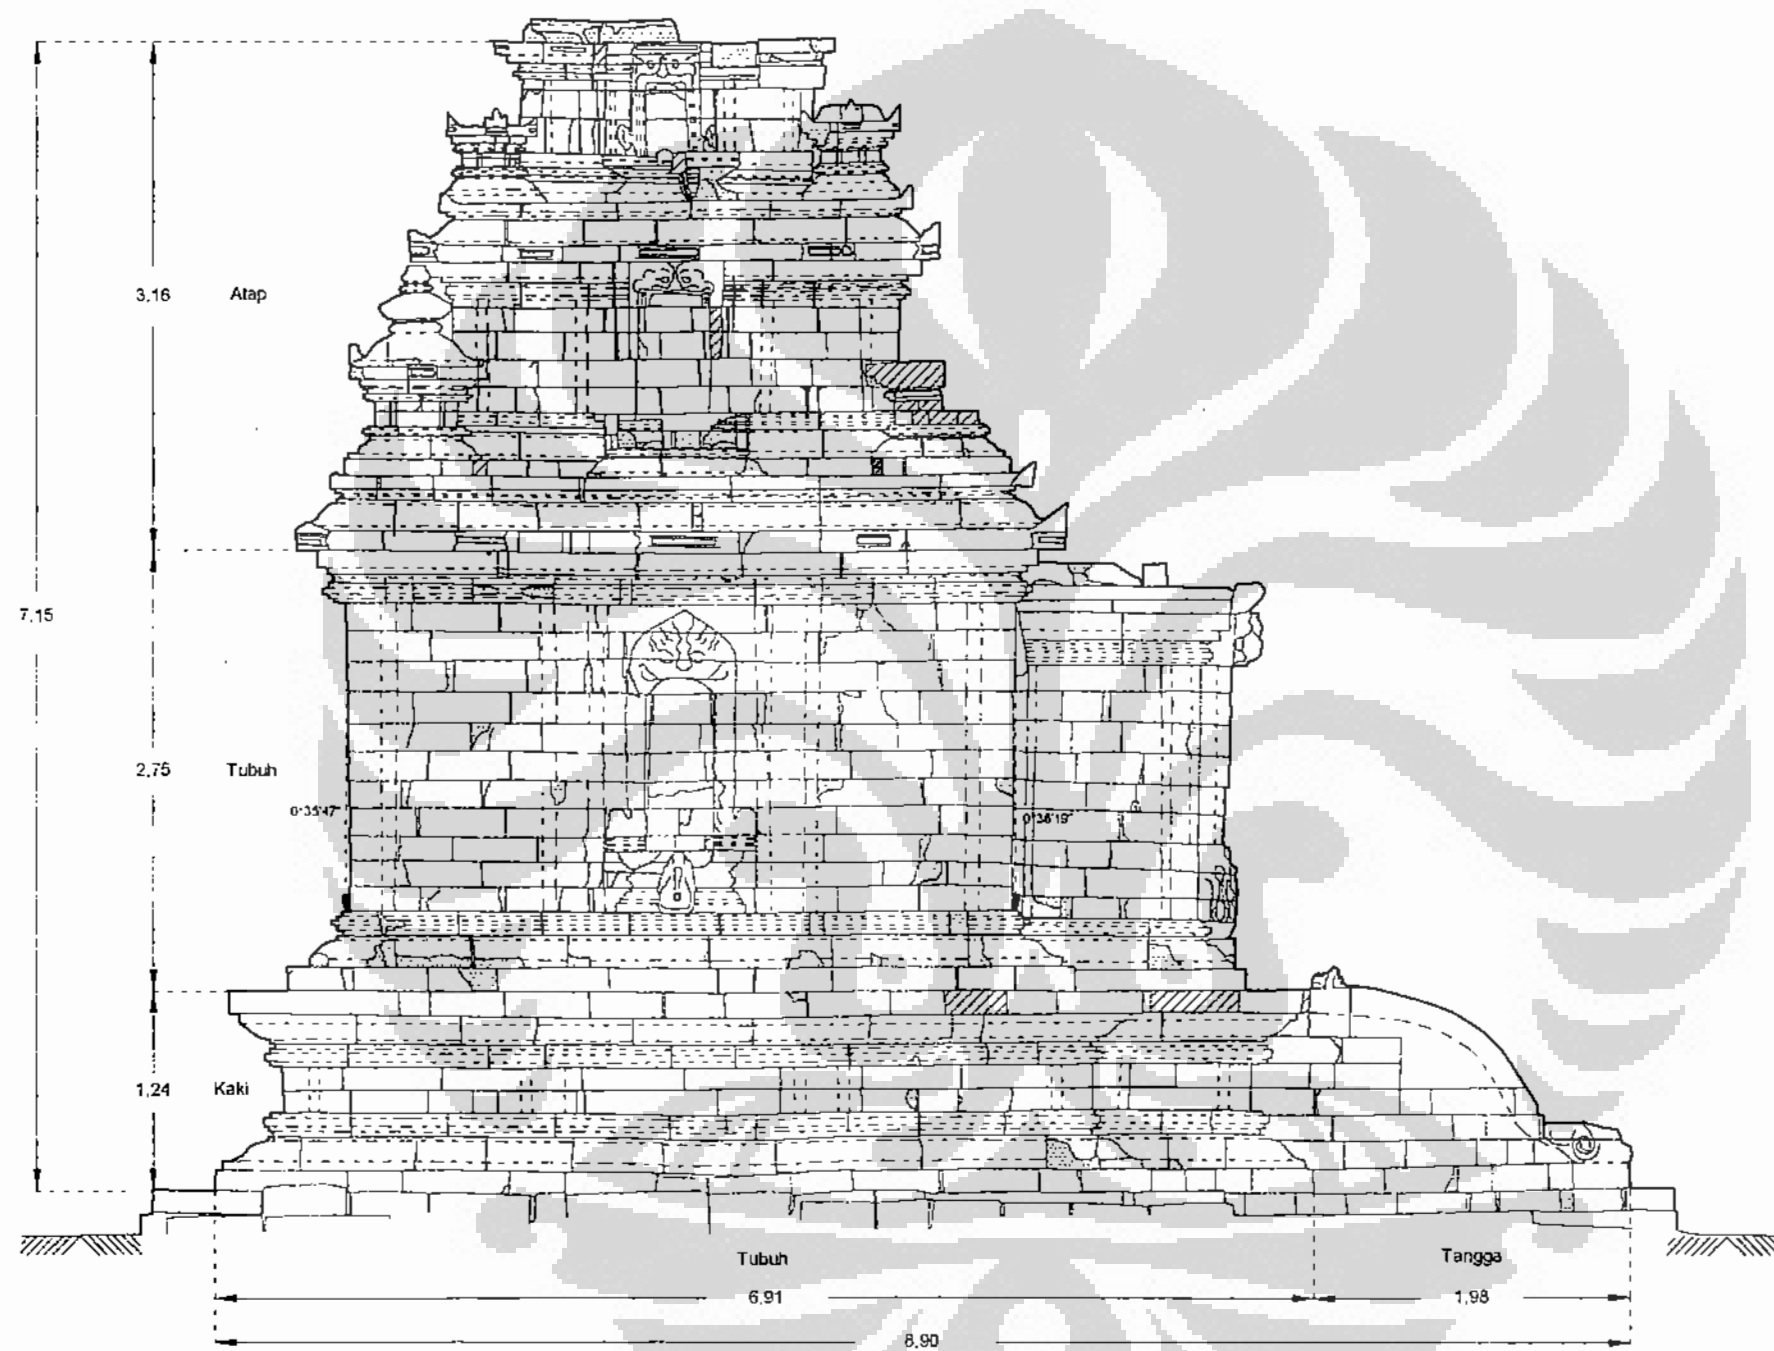 3,16 Atap
7,15
2,75 Tubuh
0°35'47"
0°36'19"
1,24 Kaki
Tubuh
Tangga
6,91
1,98
8,90